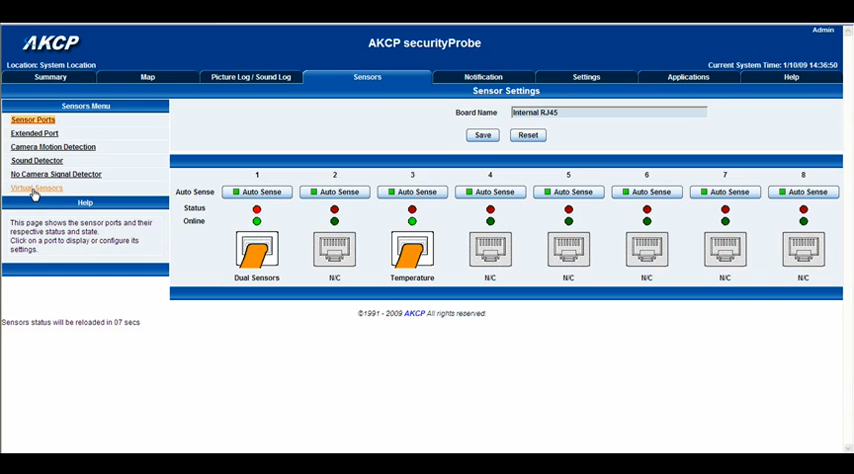 Admin
AKCP
AKCP securityProbe
Location: System Location
Current System Time: 1/10/09 14:36:50
Summary Map Picture Log / Sound Log Sensors Notification Settings Applications Help
Sensors Menu
Sensor Settings
Sensor Ports
Extended Port
Camera Motion Detection
Sound Detector
No Camera Signal Detector
Virtual Sensors
Help
This page shows the sensor ports and their
respective status and state.
Click on a port to display or configure its
settings.
Sensors status will be reloaded in 07 secs
Board Name Internal RJ45
Save Reset
1 2 3 4 5 6 7 8
Auto Sense Auto Sense Auto Sense Auto Sense Auto Sense Auto Sense Auto Sense Auto Sense Auto Sense
Status
Online
Dual Sensors N/C Temperature N/C N/C N/C N/C N/C
©1991 - 2009 AKCP All rights reserved.